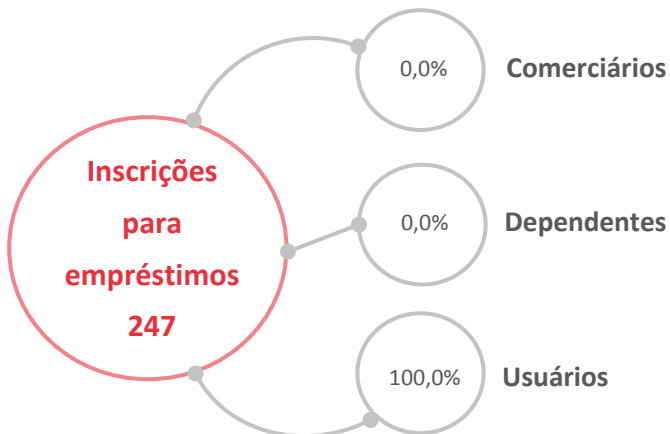 Inscrições
para
empréstimos
247
0,0%
Comerciários
0,0%
Dependentes
100,0%
Usuários